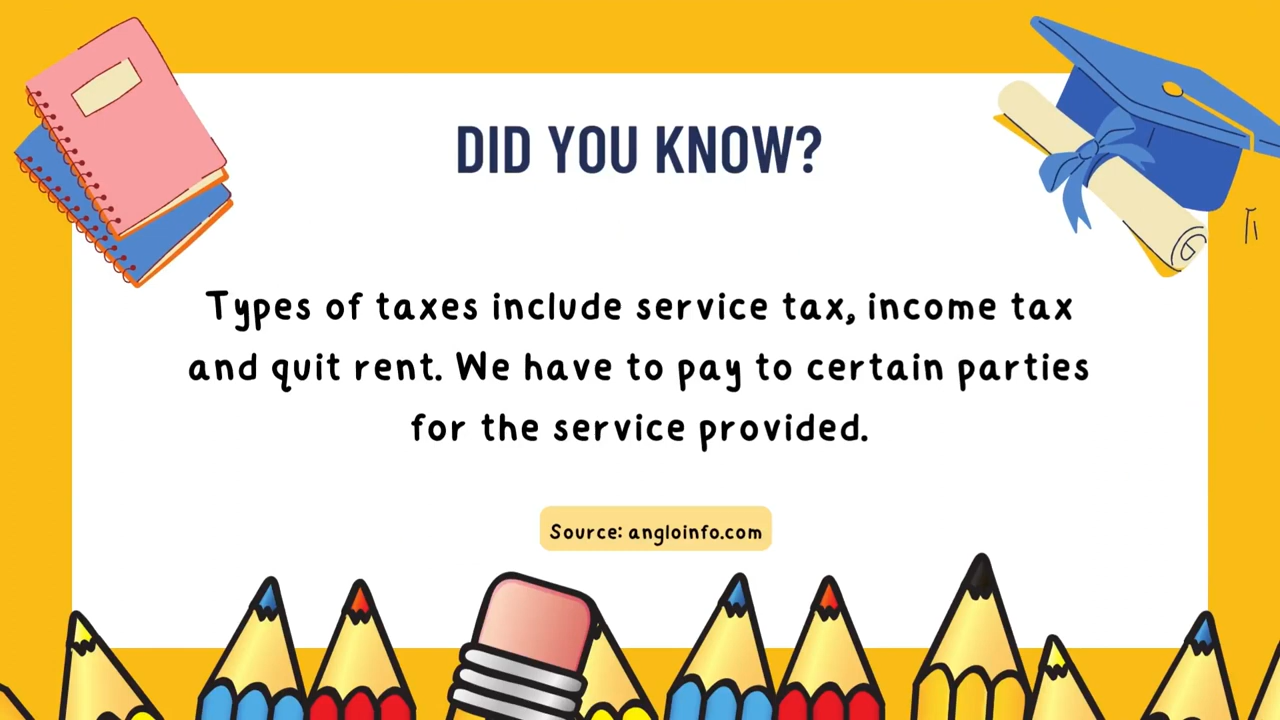 DID YOU KNOW?
Types of taxes include service tax, income tax
and quit rent. We have to pay to certain parties
for the service provided.
Source: angloinfo.com